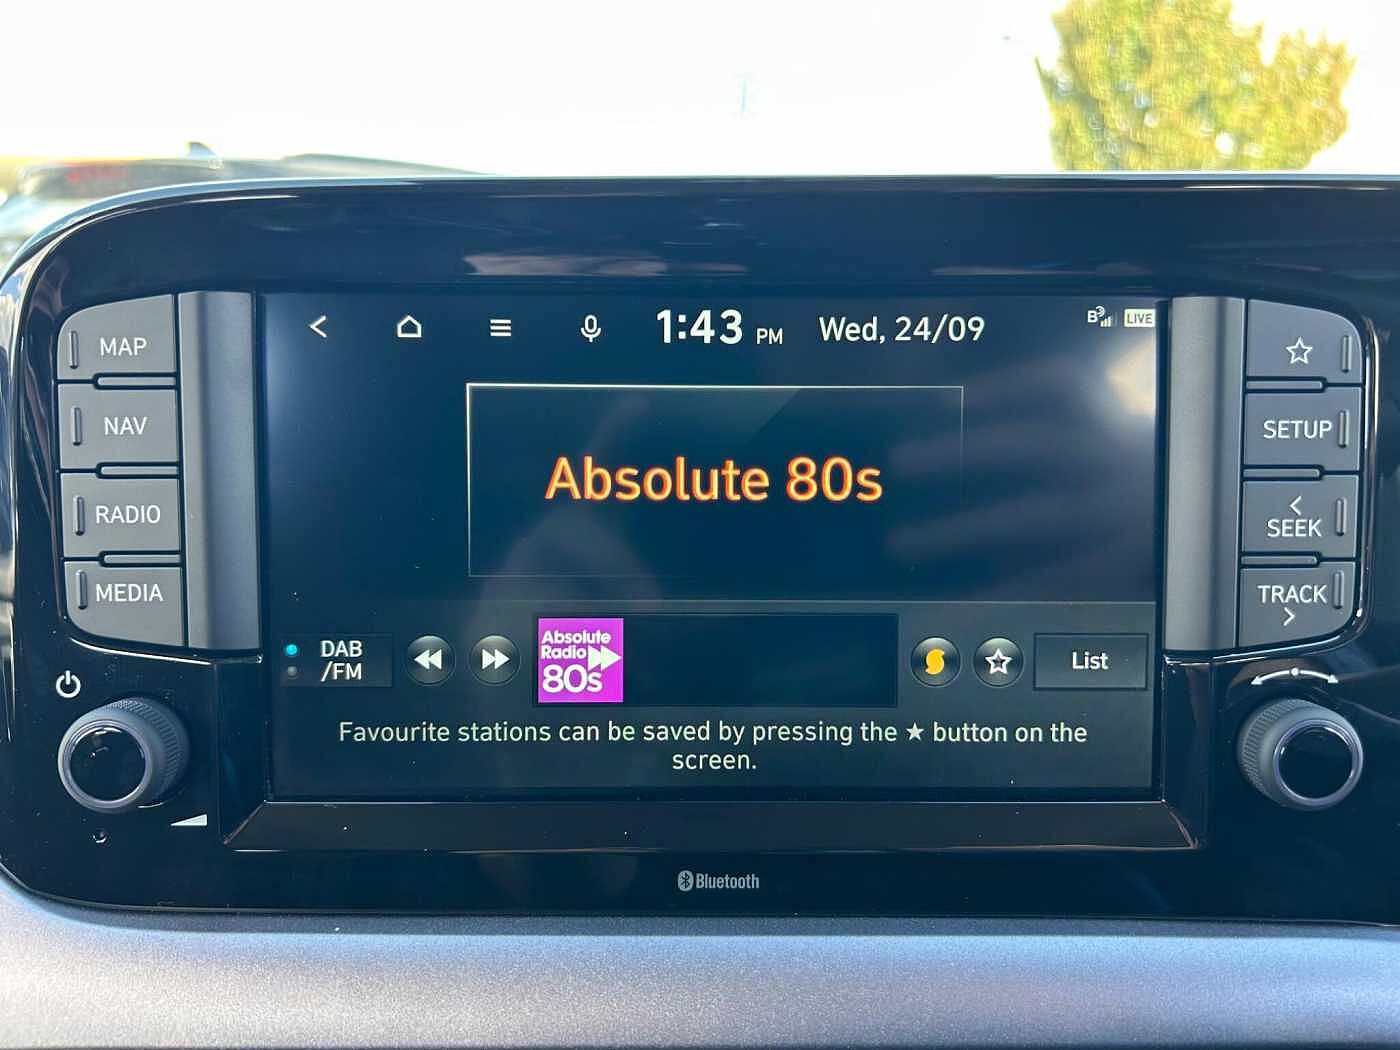 1:43 PM Wed, 24/09
LIVE
MAP
NAV
RADIO
MEDIA
SETUP
< SEEK
TRACK >
Absolute 80s
DAB
/FM
Absolute
Radio
80s
List
Favourite stations can be saved by pressing the ★ button on the
screen.
Bluetooth